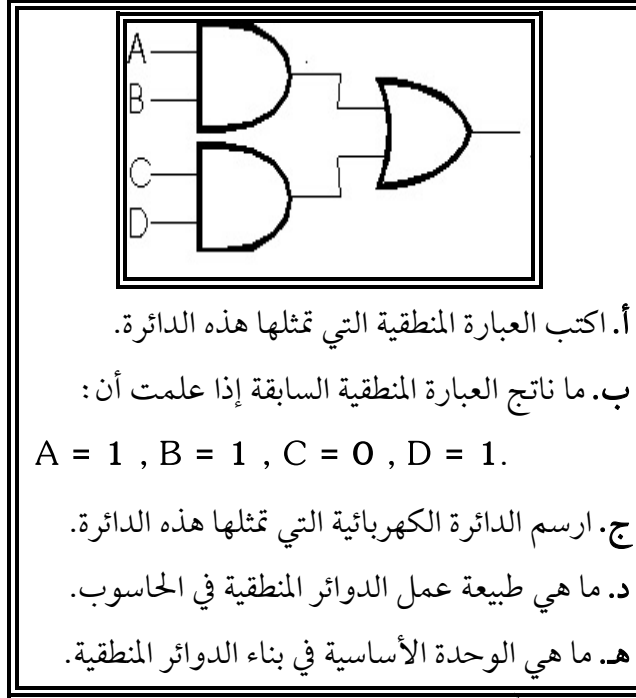 A
B
C
D
أ. اكتب العبارة المنطقية التي تمثلها هذه الدائرة.
ب. ما ناتج العبارة المنطقية السابقة إذا علمت أن :
A = 1 , B = 1 , C = 0 , D = 1.
ج. ارسم الدائرة الكهربائية التي تمثلها هذه الدائرة.
د. ما هي طبيعة عمل الدوائر المنطقية في الحاسوب.
هـ. ما هي الوحدة الأساسية في بناء الدوائر المنطقية.